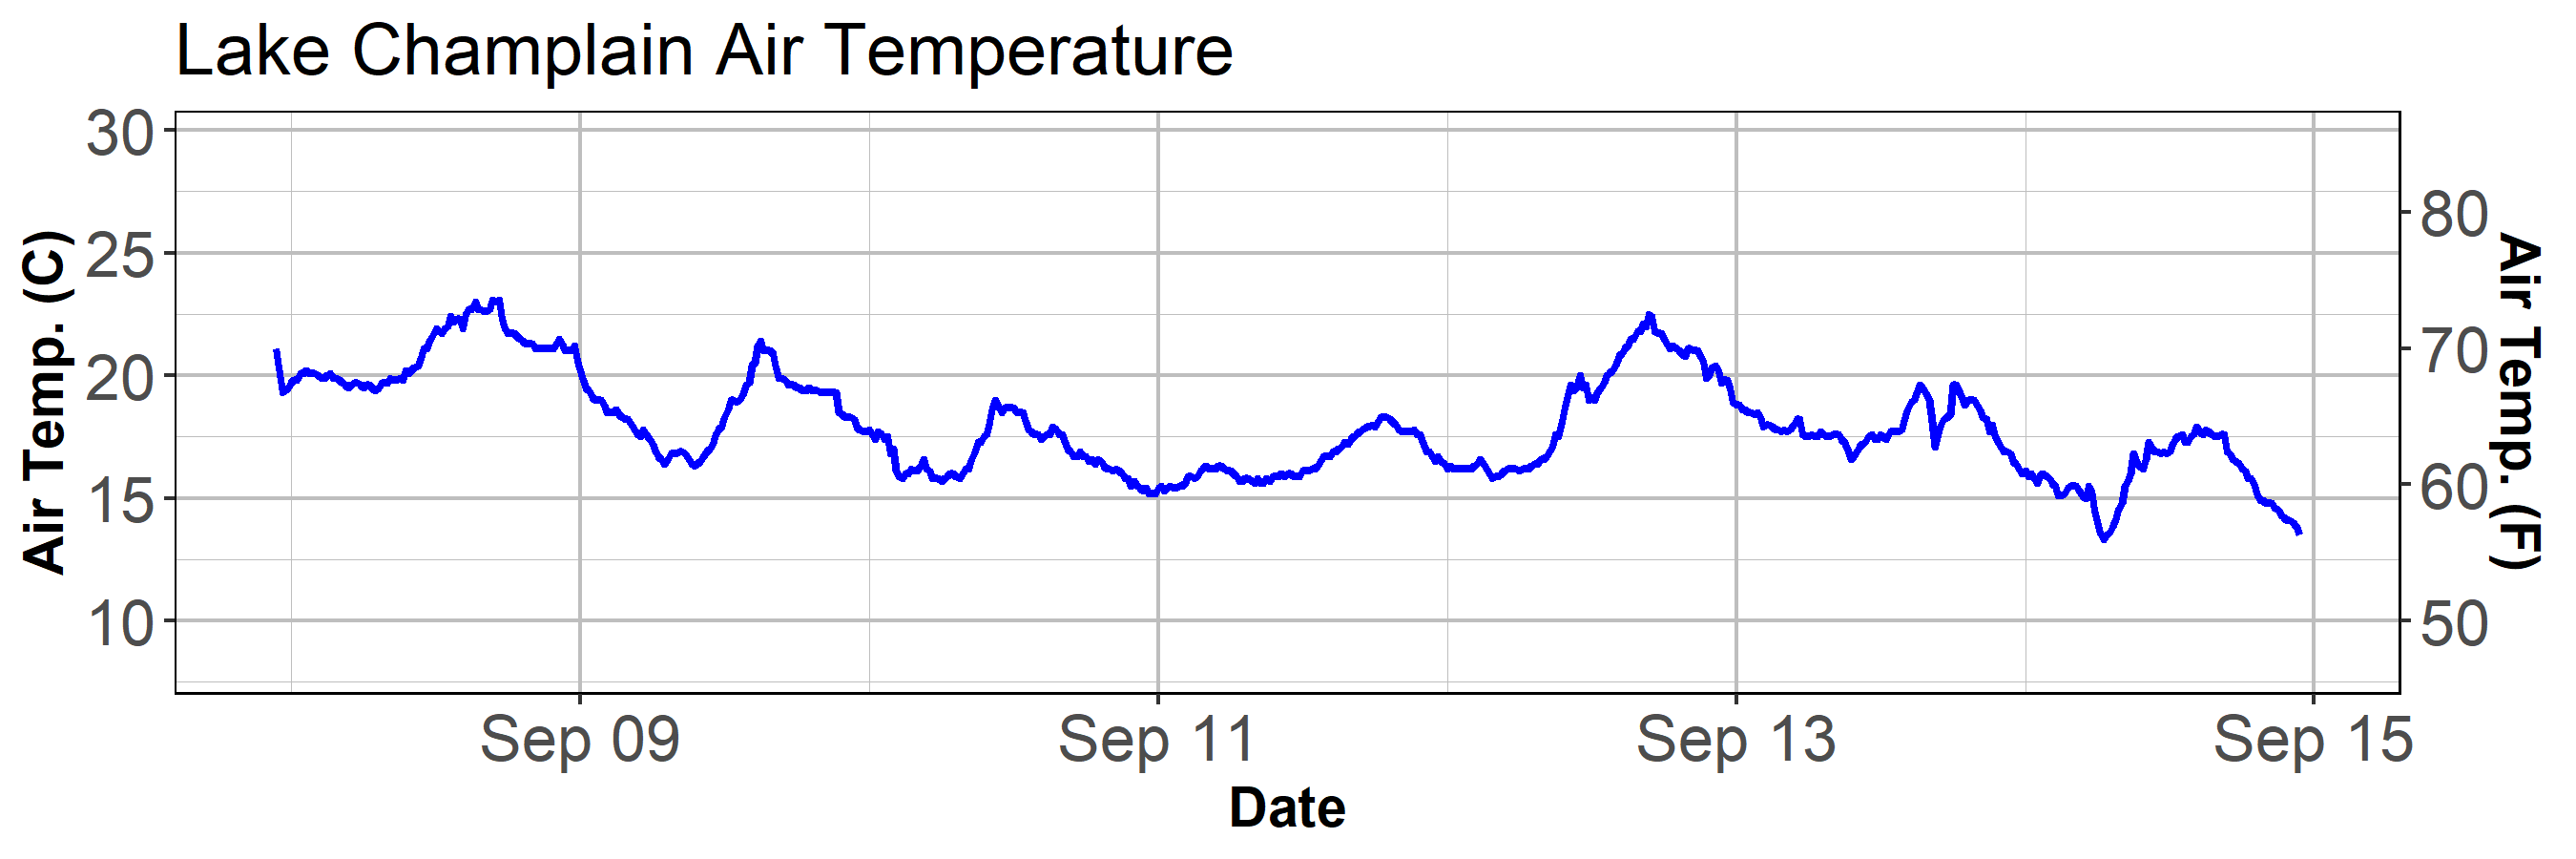 Lake Champlain Air Temperature
30
25
20
15
10
Air Temp. (C)
80
70
60
50
Air Temp. (F)
Sep 09
Sep 11
Sep 13
Sep 15
Date